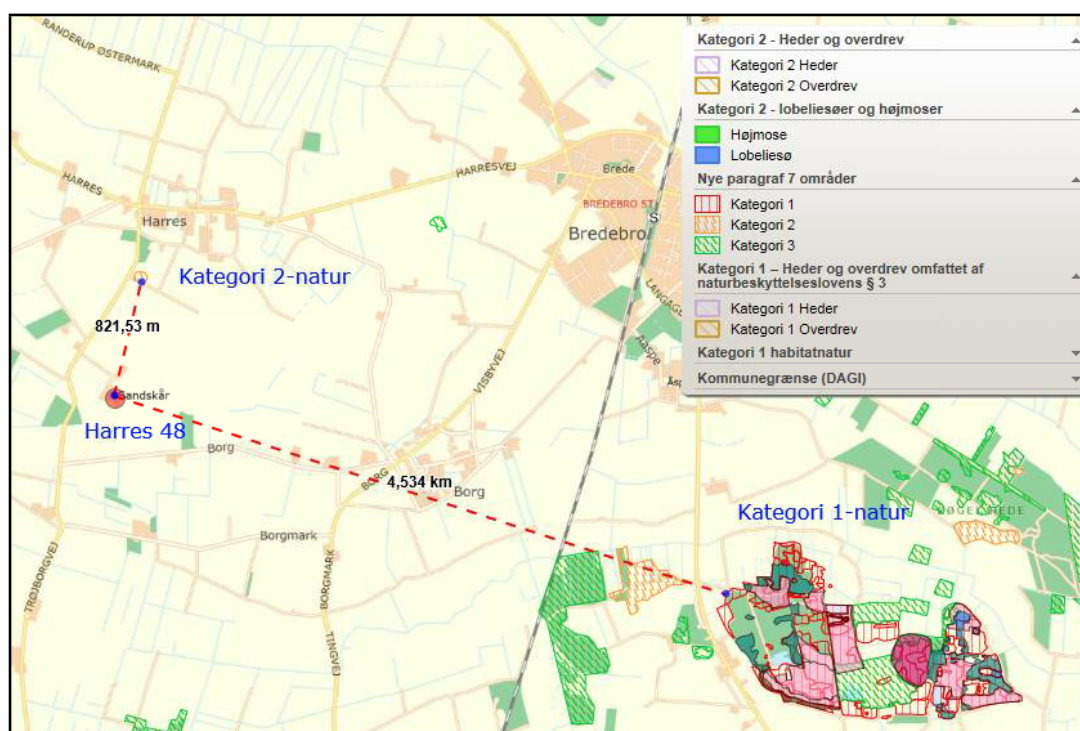 RANDERUP ØSTERMARK
HARRES
Harres
HARRESVEJ
Brede
BREDEBRO ST
S
Bredebro
Kategori 2-natur
821,53 m
Sandskår
Harres 48
Borg
VISBYVEJ
BORG
4,534 km
Borg
Borgmark
BORGMARK
TINGVEJ
TRØJBORGVEJ
Aaspe
Kategori 1-natur
Kategori 2 - Heder og overdrev
Kategori 2 Heder
Kategori 2 Overdrev
Kategori 2 - lobeliesøer og højmoser
Højmose
Lobeliesø
Nye paragraf 7 områder
Kategori 1
Kategori 2
Kategori 3
Kategori 1 – Heder og overdrev omfattet af
naturbeskyttelseslovens § 3
Kategori 1 Heder
Kategori 1 Overdrev
Kategori 1 habitatnatur
Kommunegrænse (DAGI)